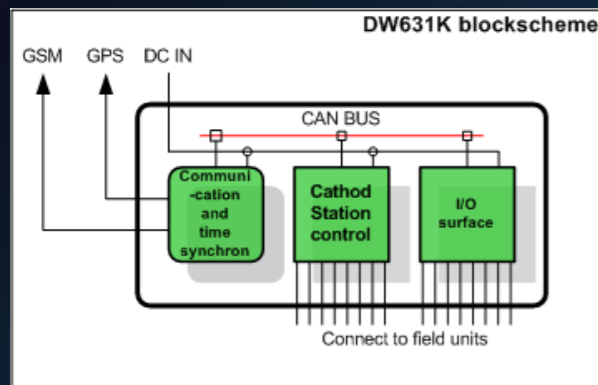 DW631K blockscheme
GSM GPS DC IN
CAN BUS
Communi
-cation
and
time
synchron
Cathod
Station
control
I/O
surface
Connect to field units